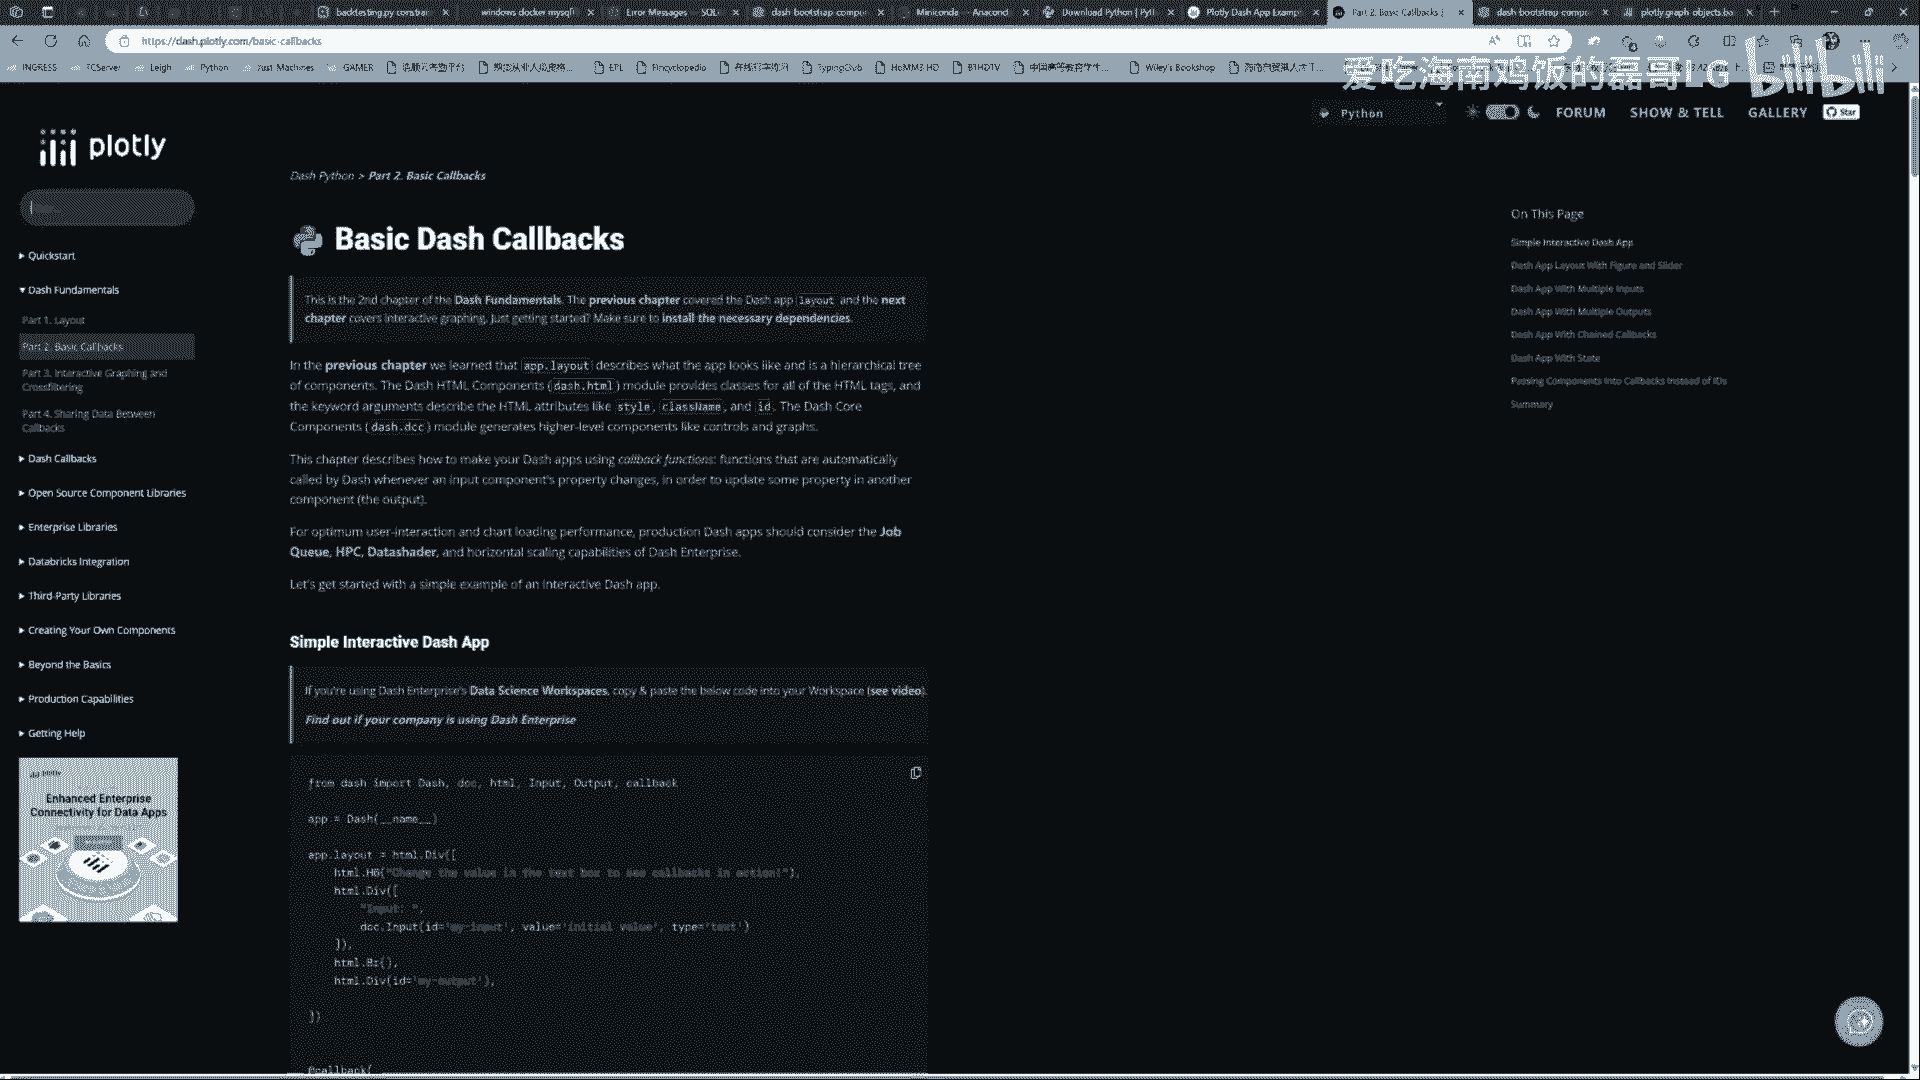 backtesting.py
windows docker mysql
Error Messages - SQL
dash bootstrap
Miniconda - Anacond
Download Python | Pyt
Plotly Dash App Examp
Part 2. Basic Callbacks |
dash bootstrap
plotly.graph_objects
https://dash.plotly.com/basic-callbacks
INGRESS
Leigh
Python
GAMER
EPL
TypingClub
HoMM3 HD
BTHDTV
Wiley's Bookshop
爱吃海南鸡饭的磊哥LG
bilibili
Python
FORUM
SHOW & TELL
GALLERY
Star
plotly
Dash Python > Part 2. Basic Callbacks
Basic Dash Callbacks
This is the 2nd chapter of the Dash Fundamentals. The previous chapter covered the Dash app layout and the next
chapter covers interactive graphing. Just getting started? Make sure to install the necessary dependencies.
In the previous chapter we learned that app.layout describes what the app looks like and is a hierarchical tree
of components. The Dash HTML Components (dash.html) module provides classes for all of the HTML tags, and
the keyword arguments describe the HTML attributes like style, className, and id. The Dash Core
Components (dash.dcc) module generates higher-level components like controls and graphs.
This chapter describes how to make your Dash apps using callback functions: functions that are automatically
called by Dash whenever an input component's property changes, in order to update some property in another
component (the output).
For optimum user-interaction and chart loading performance, production Dash apps should consider the Job
Queue, HPC, Datashader, and horizontal scaling capabilities of Dash Enterprise.
Let's get started with a simple example of an interactive Dash app.
Simple Interactive Dash App
If you're using Dash Enterprise's Data Science Workspaces, copy & paste the below code into your Workspace (see video).
Find out if your company is using Dash Enterprise
from dash import Dash, dcc, html, Input, Output, callback
app = Dash(__name__)
app.layout = html.Div([
html.H6("Change the value in the text box to see callbacks in action!"),
html.Div([
"Input: ",
dcc.Input(id='my-input', value='initial value', type='text')
]),
html.Br(),
html.Div(id='my-output'),
])
@callback(
Quickstart
Dash Fundamentals
Part 1. Layout
Part 2. Basic Callbacks
Part 3. Interactive Graphing and
Crossfiltering
Part 4. Sharing Data Between
Callbacks
Dash Callbacks
Open Source Component Libraries
Enterprise Libraries
Databricks Integration
Third-Party Libraries
Creating Your Own Components
Beyond the Basics
Production Capabilities
Getting Help
plotly
Enhanced Enterprise
Connectivity for Data Apps
On This Page
Simple Interactive Dash App
Dash App Layout With Figure and Slider
Dash App With Multiple Inputs
Dash App With Multiple Outputs
Dash App With Chained Callbacks
Dash App With State
Passing Components Into Callbacks Instead of IDs
Summary